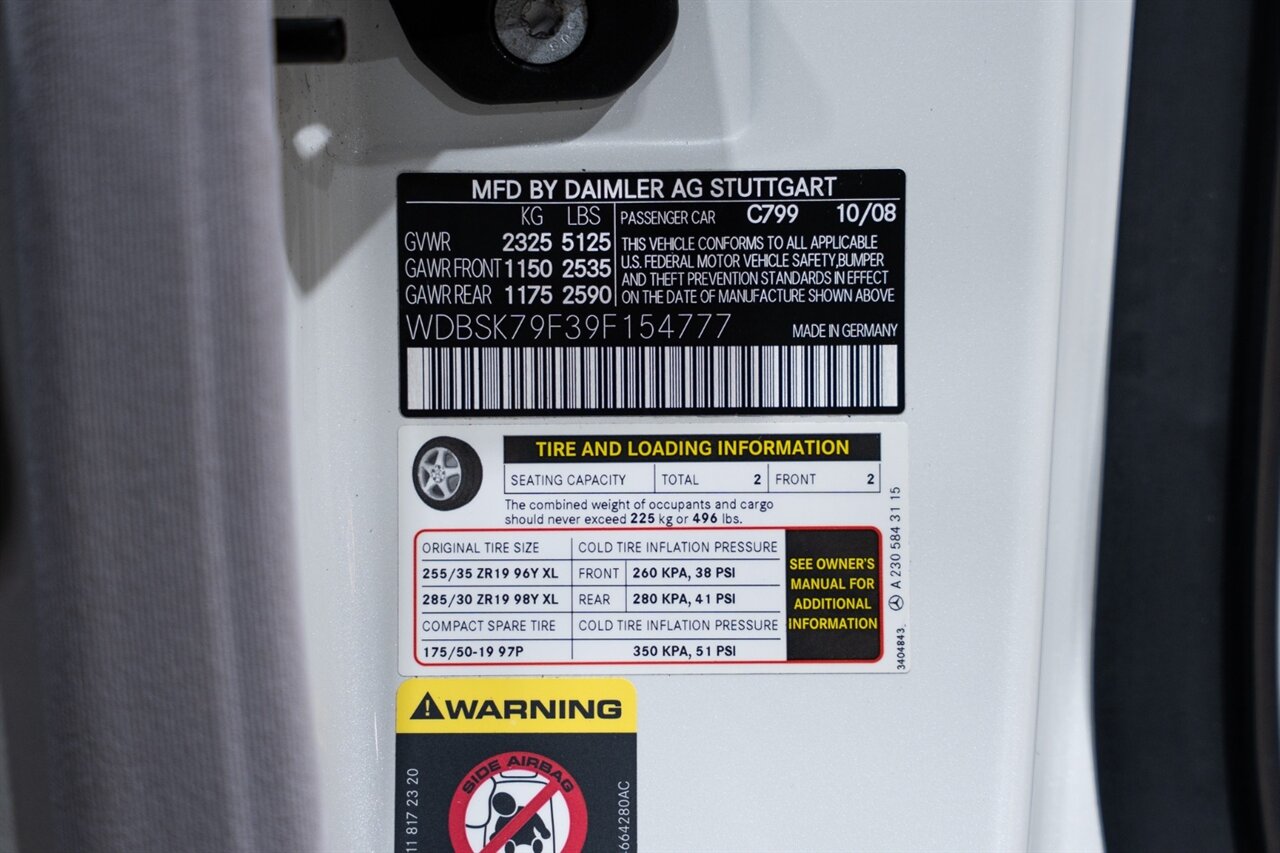 MFD BY DAIMLER AG STUTTGART
KG LBS
GVWR 2325 5125
GAWR FRONT 1150 2535
GAWR REAR 1175 2590
PASSENGER CAR C799 10/08
THIS VEHICLE CONFORMS TO ALL APPLICABLE
U.S. FEDERAL MOTOR VEHICLE SAFETY,BUMPER
AND THEFT PREVENTION STANDARDS IN EFFECT
ON THE DATE OF MANUFACTURE SHOWN ABOVE
WDBSK79F39F154777
MADE IN GERMANY
TIRE AND LOADING INFORMATION
SEATING CAPACITY TOTAL 2 FRONT 2
The combined weight of occupants and cargo
should never exceed 225 kg or 496 lbs.
ORIGINAL TIRE SIZE COLD TIRE INFLATION PRESSURE
255/35 ZR19 96Y XL FRONT 260 KPA, 38 PSI
285/30 ZR19 98Y XL REAR 280 KPA, 41 PSI
COMPACT SPARE TIRE COLD TIRE INFLATION PRESSURE
175/50-19 97P 350 KPA, 51 PSI
SEE OWNER'S
MANUAL FOR
ADDITIONAL
INFORMATION
A 230 584 31 15
3404843.
WARNING
SIDE AIRBAG
11 817 23 20
664280AC